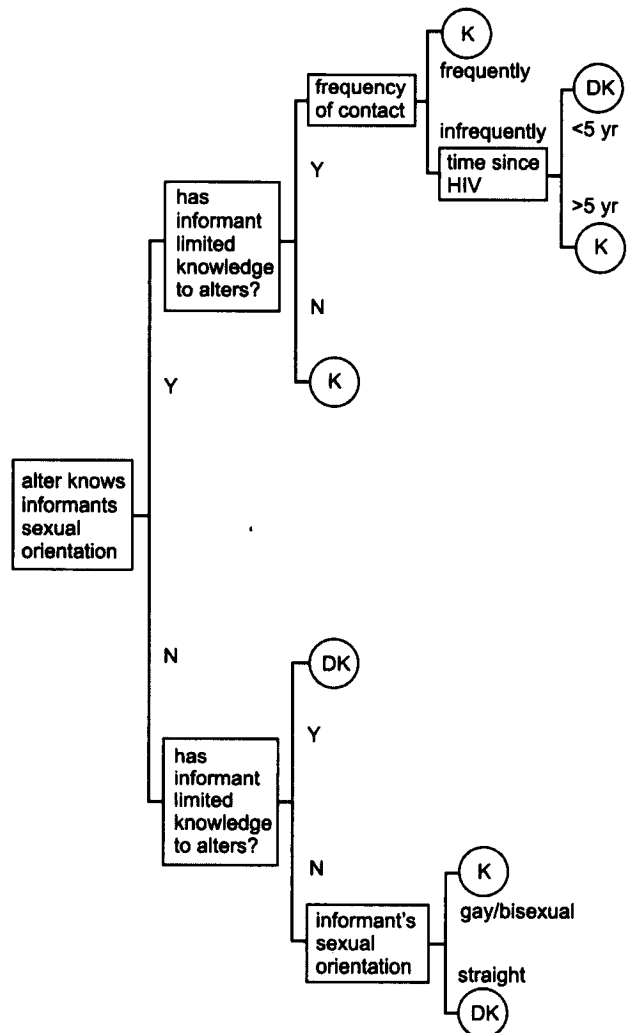 K
frequently
frequency
of contact
DK
<5 yr
infrequently
time since
HIV
>5 yr
K
Y
has
informant
limited
knowledge
to alters?
N
K
Y
alter knows
informants
sexual
orientation
N
DK
Y
has
informant
limited
knowledge
to alters?
N
K
gay/bisexual
informant's
sexual
orientation
straight
DK